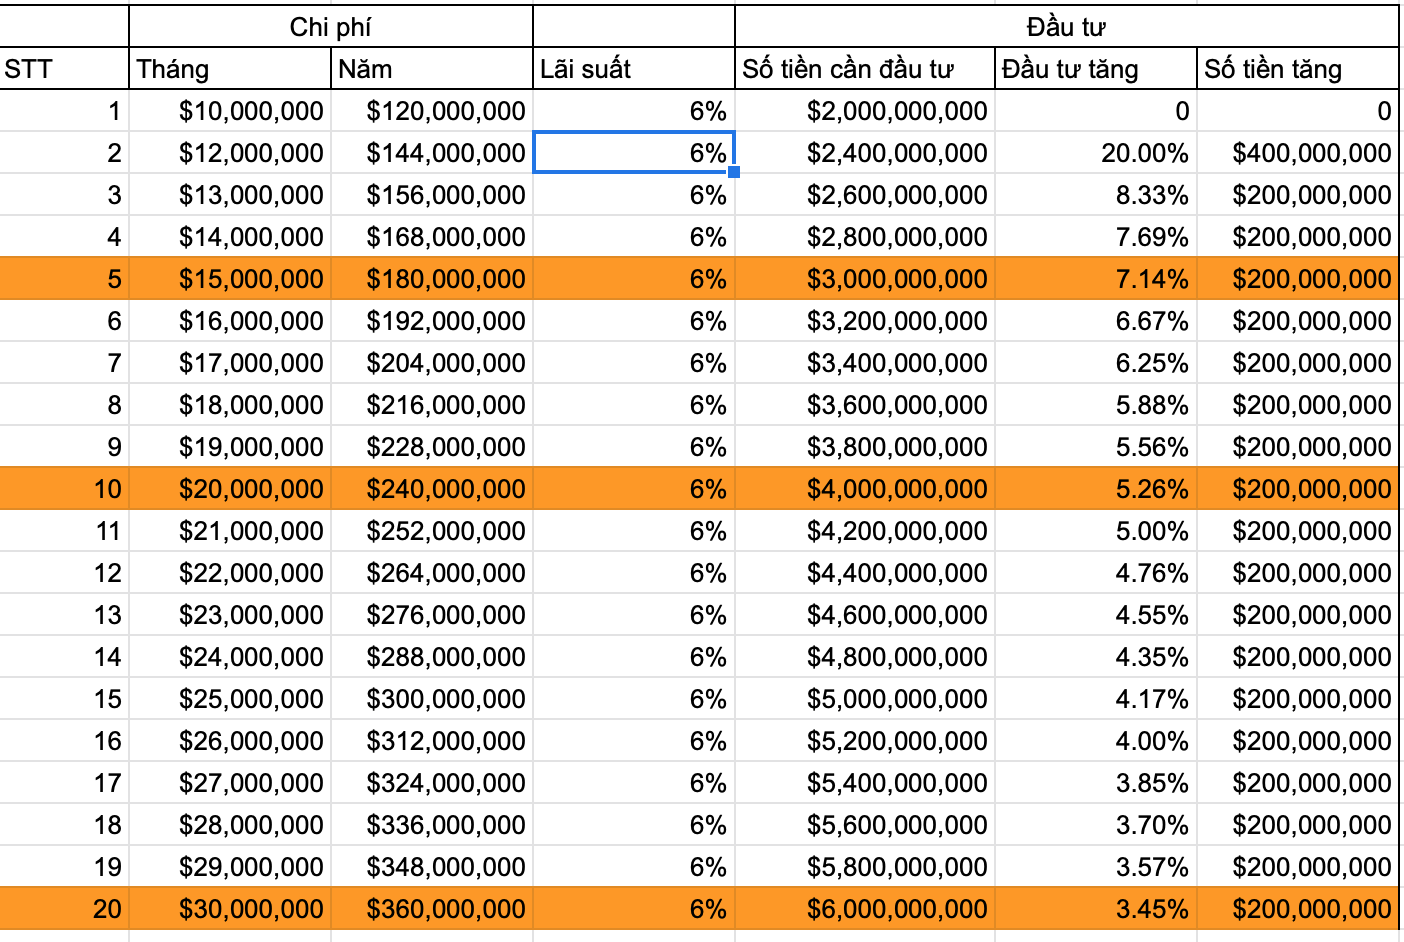 Chi phí Đầu tư
STT Tháng Năm Lãi suất Số tiền cần đầu tư Đầu tư tăng Số tiền tăng
1 $10,000,000 $120,000,000 6% $2,000,000,000 0 0
2 $12,000,000 $144,000,000 6% $2,400,000,000 20.00% $400,000,000
3 $13,000,000 $156,000,000 6% $2,600,000,000 8.33% $200,000,000
4 $14,000,000 $168,000,000 6% $2,800,000,000 7.69% $200,000,000
5 $15,000,000 $180,000,000 6% $3,000,000,000 7.14% $200,000,000
6 $16,000,000 $192,000,000 6% $3,200,000,000 6.67% $200,000,000
7 $17,000,000 $204,000,000 6% $3,400,000,000 6.25% $200,000,000
8 $18,000,000 $216,000,000 6% $3,600,000,000 5.88% $200,000,000
9 $19,000,000 $228,000,000 6% $3,800,000,000 5.56% $200,000,000
10 $20,000,000 $240,000,000 6% $4,000,000,000 5.26% $200,000,000
11 $21,000,000 $252,000,000 6% $4,200,000,000 5.00% $200,000,000
12 $22,000,000 $264,000,000 6% $4,400,000,000 4.76% $200,000,000
13 $23,000,000 $276,000,000 6% $4,600,000,000 4.55% $200,000,000
14 $24,000,000 $288,000,000 6% $4,800,000,000 4.35% $200,000,000
15 $25,000,000 $300,000,000 6% $5,000,000,000 4.17% $200,000,000
16 $26,000,000 $312,000,000 6% $5,200,000,000 4.00% $200,000,000
17 $27,000,000 $324,000,000 6% $5,400,000,000 3.85% $200,000,000
18 $28,000,000 $336,000,000 6% $5,600,000,000 3.70% $200,000,000
19 $29,000,000 $348,000,000 6% $5,800,000,000 3.57% $200,000,000
20 $30,000,000 $360,000,000 6% $6,000,000,000 3.45% $200,000,000